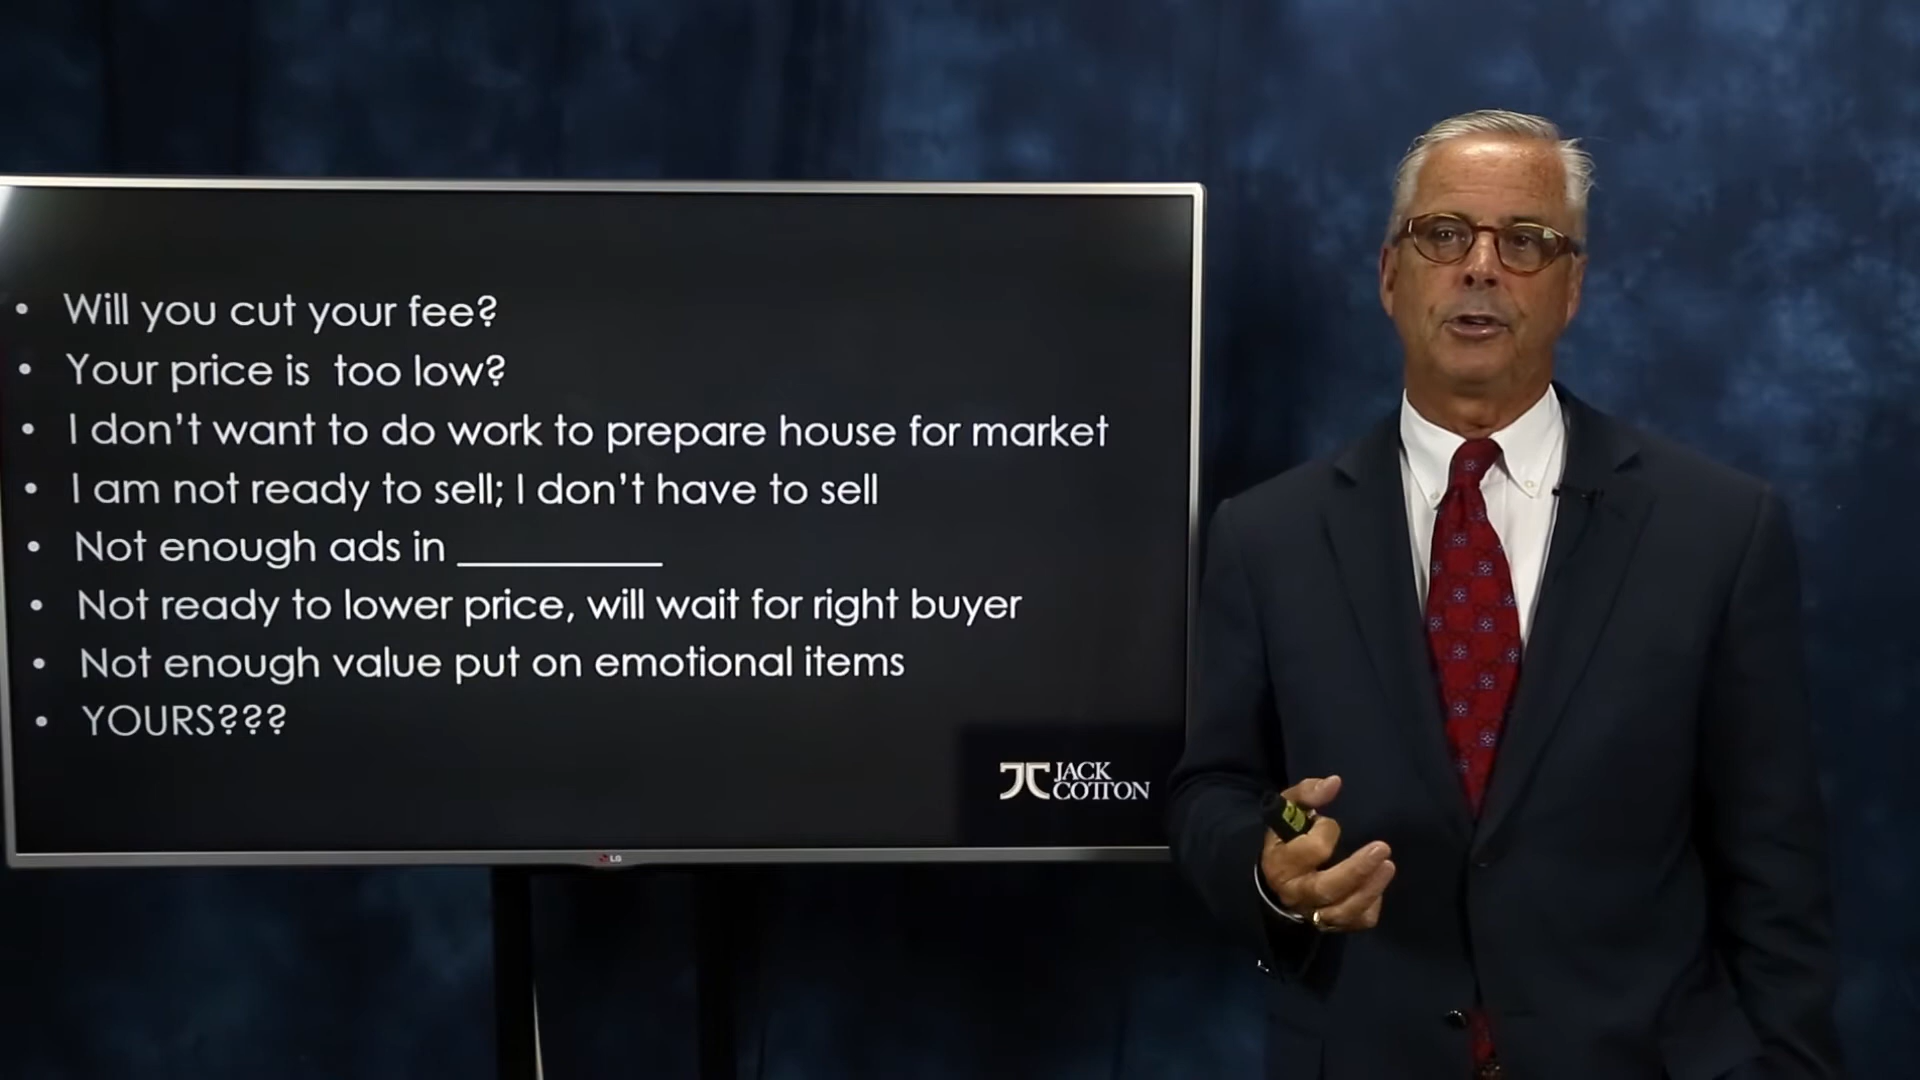 • Will you cut your fee?
• Your price is  too low?
• I don't want to do work to prepare house for market
• I am not ready to sell; I don't have to sell
• Not enough ads in __________
• Not ready to lower price, will wait for right buyer
• Not enough value put on emotional items
• YOURS???
JC JACK
COTTON
LG